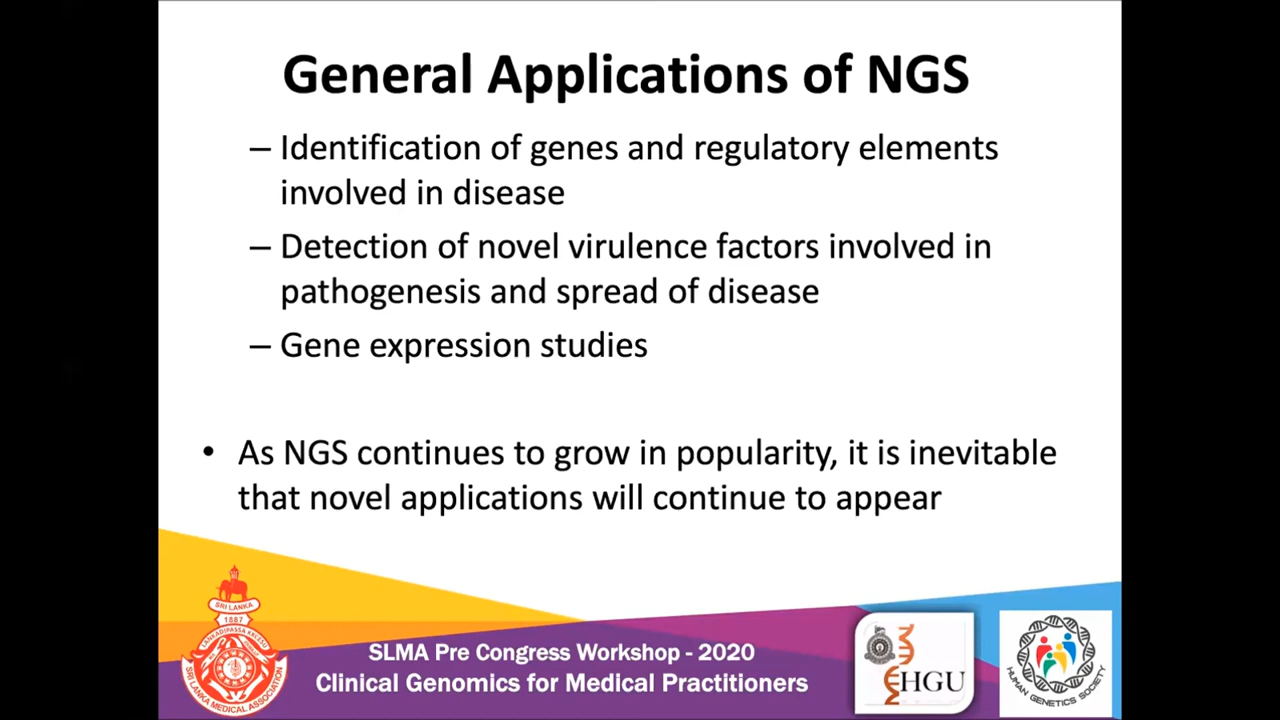 General Applications of NGS
– Identification of genes and regulatory elements
involved in disease
– Detection of novel virulence factors involved in
pathogenesis and spread of disease
– Gene expression studies
• As NGS continues to grow in popularity, it is inevitable
that novel applications will continue to appear
SRI LANKA
1887
SRI LANKA MEDICAL ASSOCIATION
SLMA Pre Congress Workshop - 2020
Clinical Genomics for Medical Practitioners
HGU
HUMAN GENETICS SOCIETY